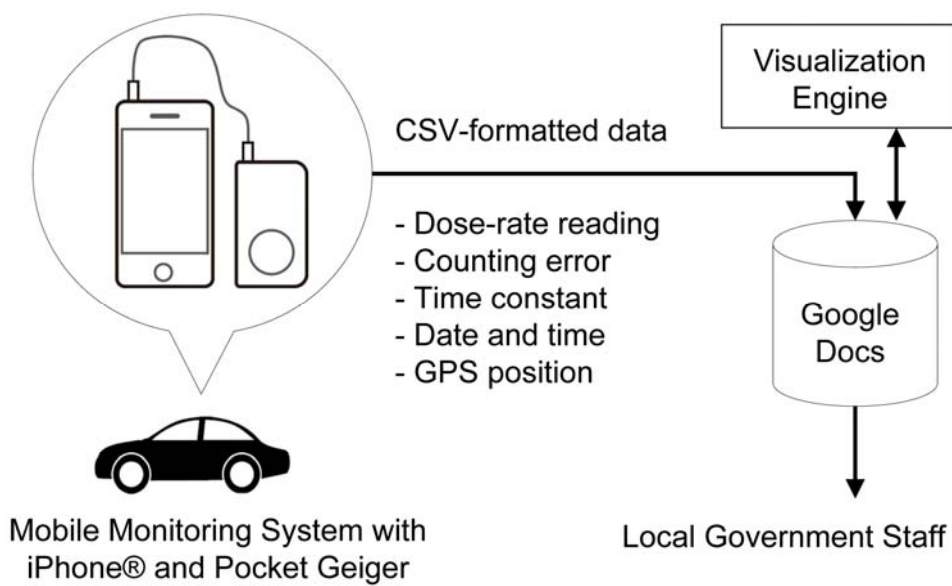 Visualization
Engine
CSV-formatted data
- Dose-rate reading
- Counting error
- Time constant
- Date and time
- GPS position
Google
Docs
Mobile Monitoring System with
iPhone® and Pocket Geiger
Local Government Staff